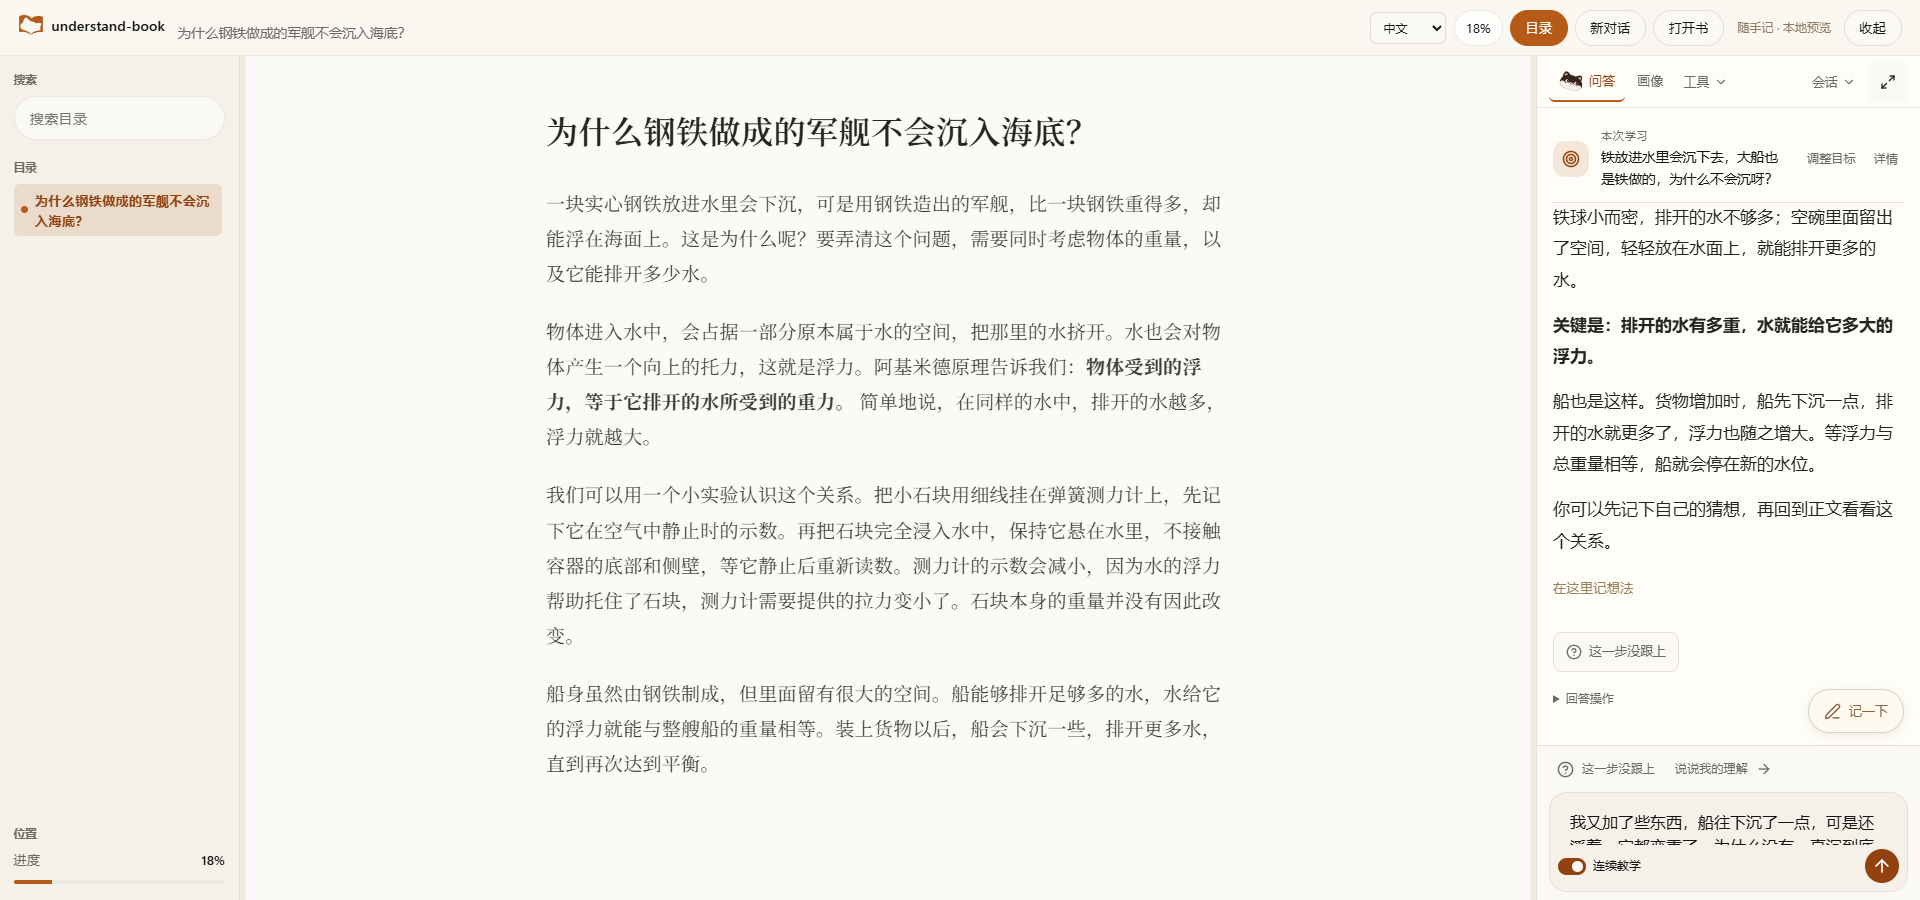 understand-book
为什么钢铁做成的军舰不会沉入海底？
中文
18%
目录
新对话
打开书
随手记 · 本地预览
收起
搜索
搜索目录
目录
为什么钢铁做成的军舰不会沉
入海底？
位置
进度
18%
为什么钢铁做成的军舰不会沉入海底？
一块实心钢铁放进水里会下沉，可是用钢铁造出的军舰，比一块钢铁重得多，却
能浮在海面上。这是为什么呢？要弄清这个问题，需要同时考虑物体的重量，以
及它能排开多少水。
物体进入水中，会占据一部分原本属于水的空间，把那里的水挤开。水也会对物
体产生一个向上的托力，这就是浮力。阿基米德原理告诉我们：物体受到的浮
力，等于它排开的水所受到的重力。 简单地说，在同样的水中，排开的水越多，
浮力就越大。
我们可以用一个小实验认识这个关系。把小石块用细线挂在弹簧测力计上，先记
下它在空气中静止时的示数。再把石块完全浸入水中，保持它悬在水里，不接触
容器的底部和侧壁，等它静止后重新读数。测力计的示数会减小，因为水的浮力
帮助托住了石块，测力计需要提供的拉力变小了。石块本身的重量并没有因此改
变。
船身虽然由钢铁制成，但里面留有很大的空间。船能够排开足够多的水，水给它
的浮力就能与整艘船的重量相等。装上货物以后，船会下沉一些，排开更多水，
直到再次达到平衡。
问答
画像
工具
会话
本次学习
铁放进水里会沉下去，大船也
是铁做的，为什么不会沉呀？
调整目标
详情
铁球小而密，排开的水不够多；空碗里面留出
了空间，轻轻放在水面上，就能排开更多的
水。
关键是：排开的水有多重，水就能给它多大的
浮力。
船也是这样。货物增加时，船先下沉一点，排
开的水就更多了，浮力也随之增大。等浮力与
总重量相等，船就会停在新的水位。
你可以先记下自己的猜想，再回到正文看看这
个关系。
在这里记想法
这一步没跟上
回答操作
记一下
这一步没跟上
说说我的理解
我又加了些东西，船往下沉了一点，可是还
连续教学